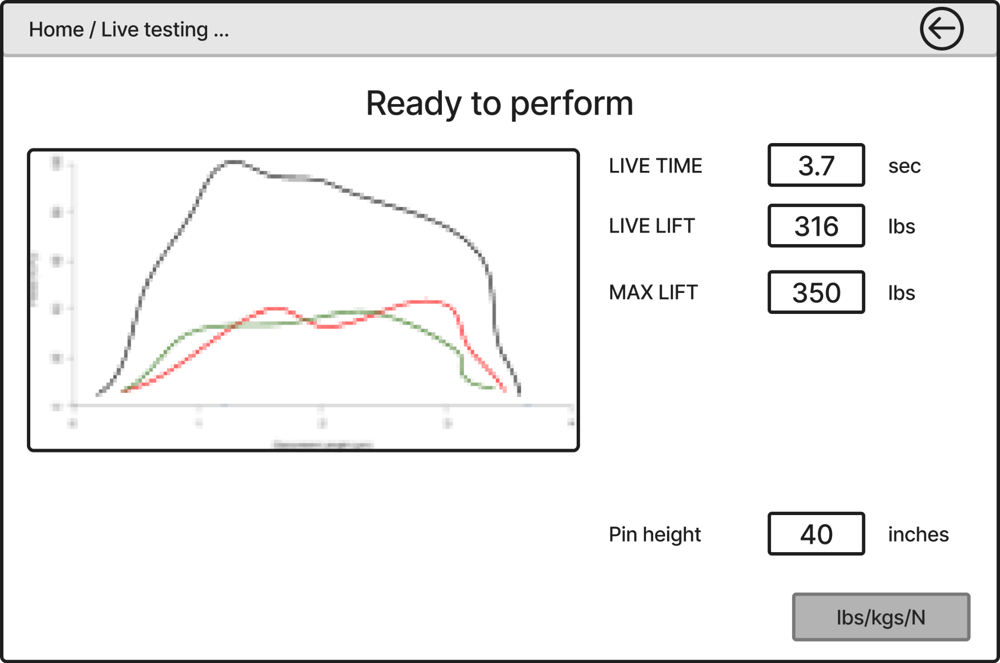 Home / Live testing ...
Ready to perform
LIVE TIME 3.7 sec
LIVE LIFT 316 lbs
MAX LIFT 350 lbs
Pin height 40 inches
lbs/kgs/N